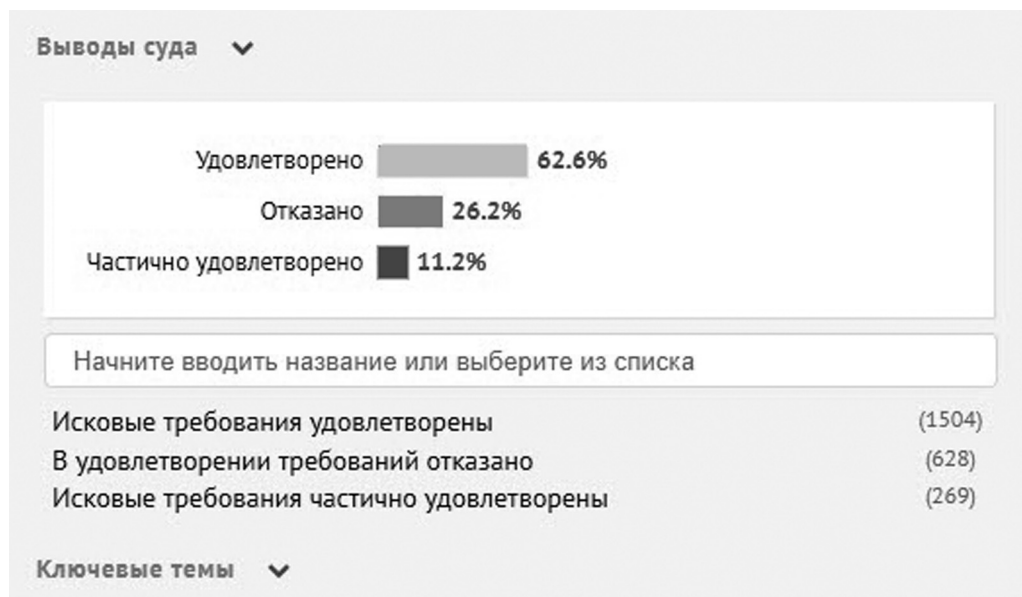 Выводы суда
Удовлетворено 62.6%
Отказано 26.2%
Частично удовлетворено 11.2%
Начните вводить название или выберите из списка
Исковые требования удовлетворены (1504)
В удовлетворении требований отказано (628)
Исковые требования частично удовлетворены (269)
Ключевые темы